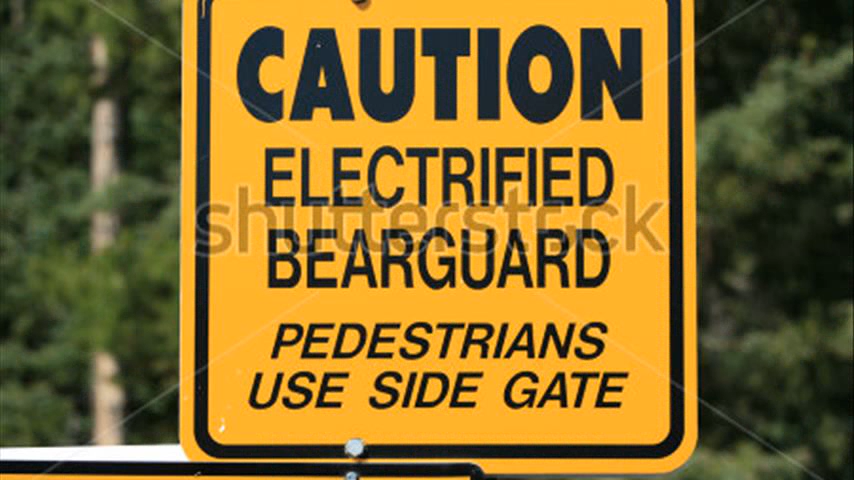 CAUTION
ELECTRIFIED
shutterstock
BEARGUARD
PEDESTRIANS
USE SIDE GATE